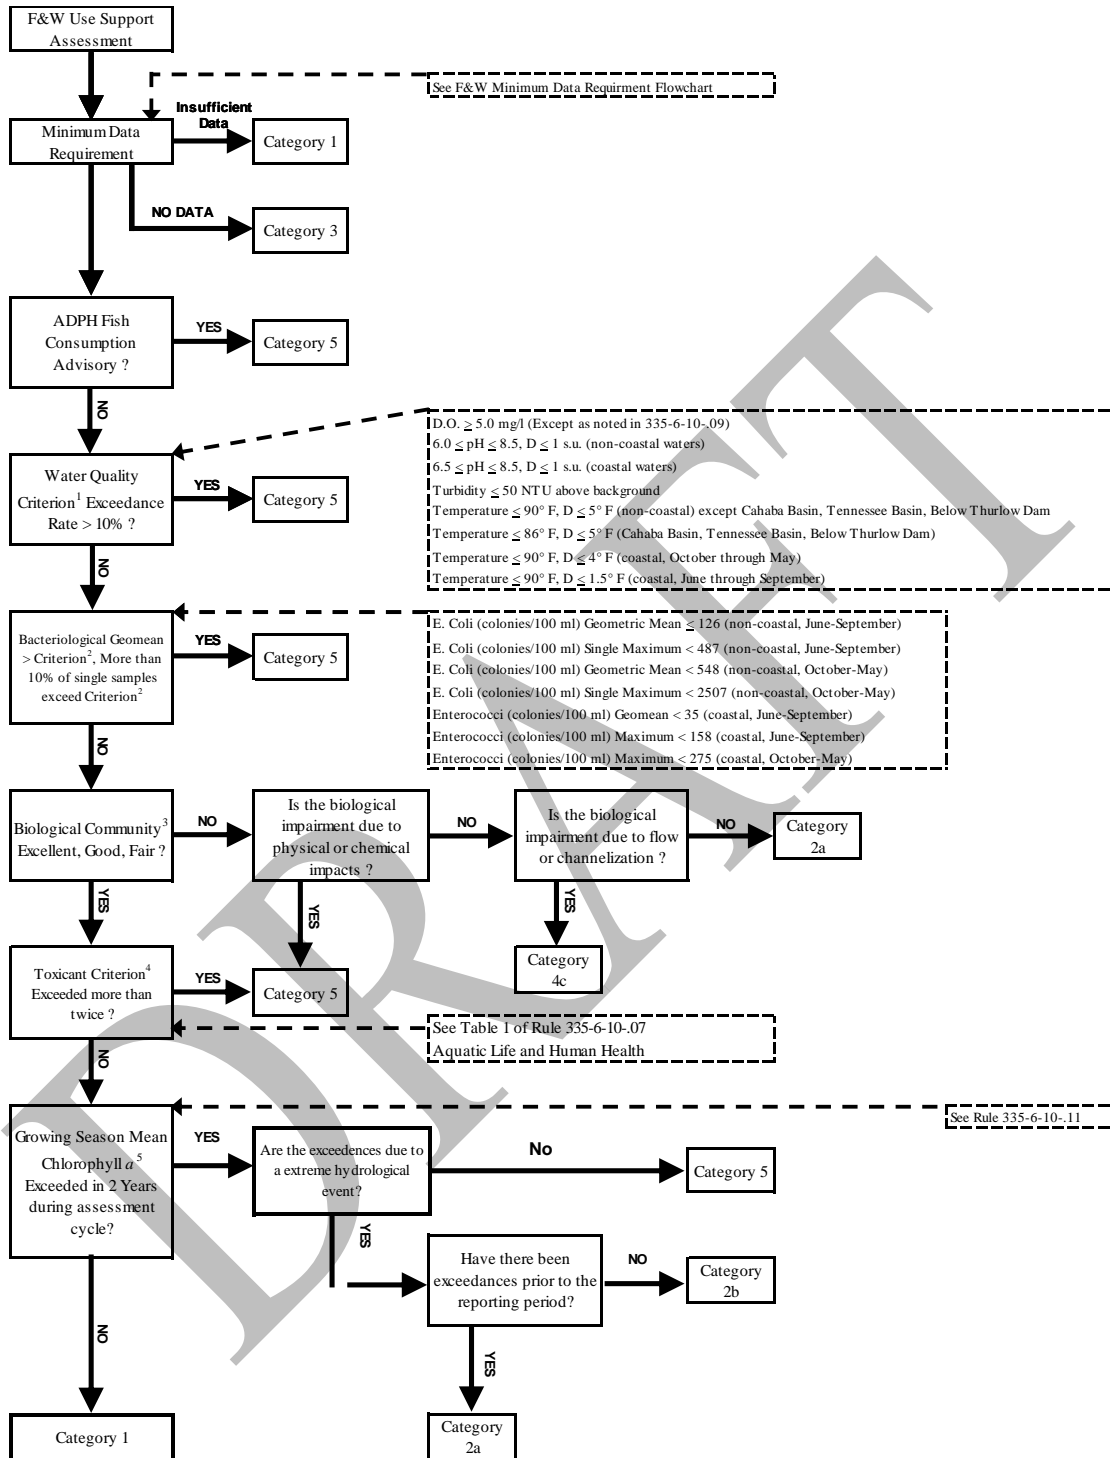 F&W Use Support
Assessment
See F&W Minimum Data Requirment Flowchart
Insufficient
Data
Minimum Data
Requirement
Category 1
NO DATA
Category 3
ADPH Fish
Consumption
Advisory ?
YES
Category 5
NO
D.O. ≥ 5.0 mg/l (Except as noted in 335-6-10-.09)
6.0 ≤ pH ≤ 8.5, D ≤ 1 s.u. (non-coastal waters)
6.5 ≤ pH ≤ 8.5, D ≤ 1 s.u. (coastal waters)
Turbidity ≤ 50 NTU above background
Temperature ≤ 90° F, D ≤ 5° F (non-coastal) except Cahaba Basin, Tennessee Basin, Below Thurlow Dam
Temperature ≤ 86° F, D ≤ 5° F (Cahaba Basin, Tennessee Basin, Below Thurlow Dam)
Temperature ≤ 90° F, D ≤ 4° F (coastal, October through May)
Temperature ≤ 90° F, D ≤ 1.5° F (coastal, June through September)
Water Quality
Criterion1 Exceedance
Rate > 10% ?
YES
Category 5
NO
Bacteriological Geomean
> Criterion2, More than
10% of single samples
exceed Criterion2
YES
Category 5
E. Coli (colonies/100 ml) Geometric Mean ≤ 126 (non-coastal, June-September)
E. Coli (colonies/100 ml) Single Maximum < 487 (non-coastal, June-September)
E. Coli (colonies/100 ml) Geometric Mean < 548 (non-coastal, October-May)
E. Coli (colonies/100 ml) Single Maximum < 2507 (non-coastal, October-May)
Enterococci (colonies/100 ml) Geomean < 35 (coastal, June-September)
Enterococci (colonies/100 ml) Maximum < 158 (coastal, June-September)
Enterococci (colonies/100 ml) Maximum < 275 (coastal, October-May)
NO
Biological Community3
Excellent, Good, Fair ?
NO
Is the biological
impairment due to
physical or chemical
impacts ?
NO
Is the biological
impairment due to flow
or channelization ?
NO
Category
2a
YES
YES
YES
Toxicant Criterion4
Exceeded more than
twice ?
YES
Category 5
Category
4c
See Table 1 of Rule 335-6-10-.07
Aquatic Life and Human Health
NO
See Rule 335-6-10-.11
Growing Season Mean
Chlorophyll a5
Exceeded in 2 Years
during assessment
cycle?
YES
Are the exceedences due to
a extreme hydrological
event?
No
Category 5
YES
Have there been
exceedances prior to the
reporting period?
NO
Category
2b
NO
YES
Category 1
Category
2a
DRAFT